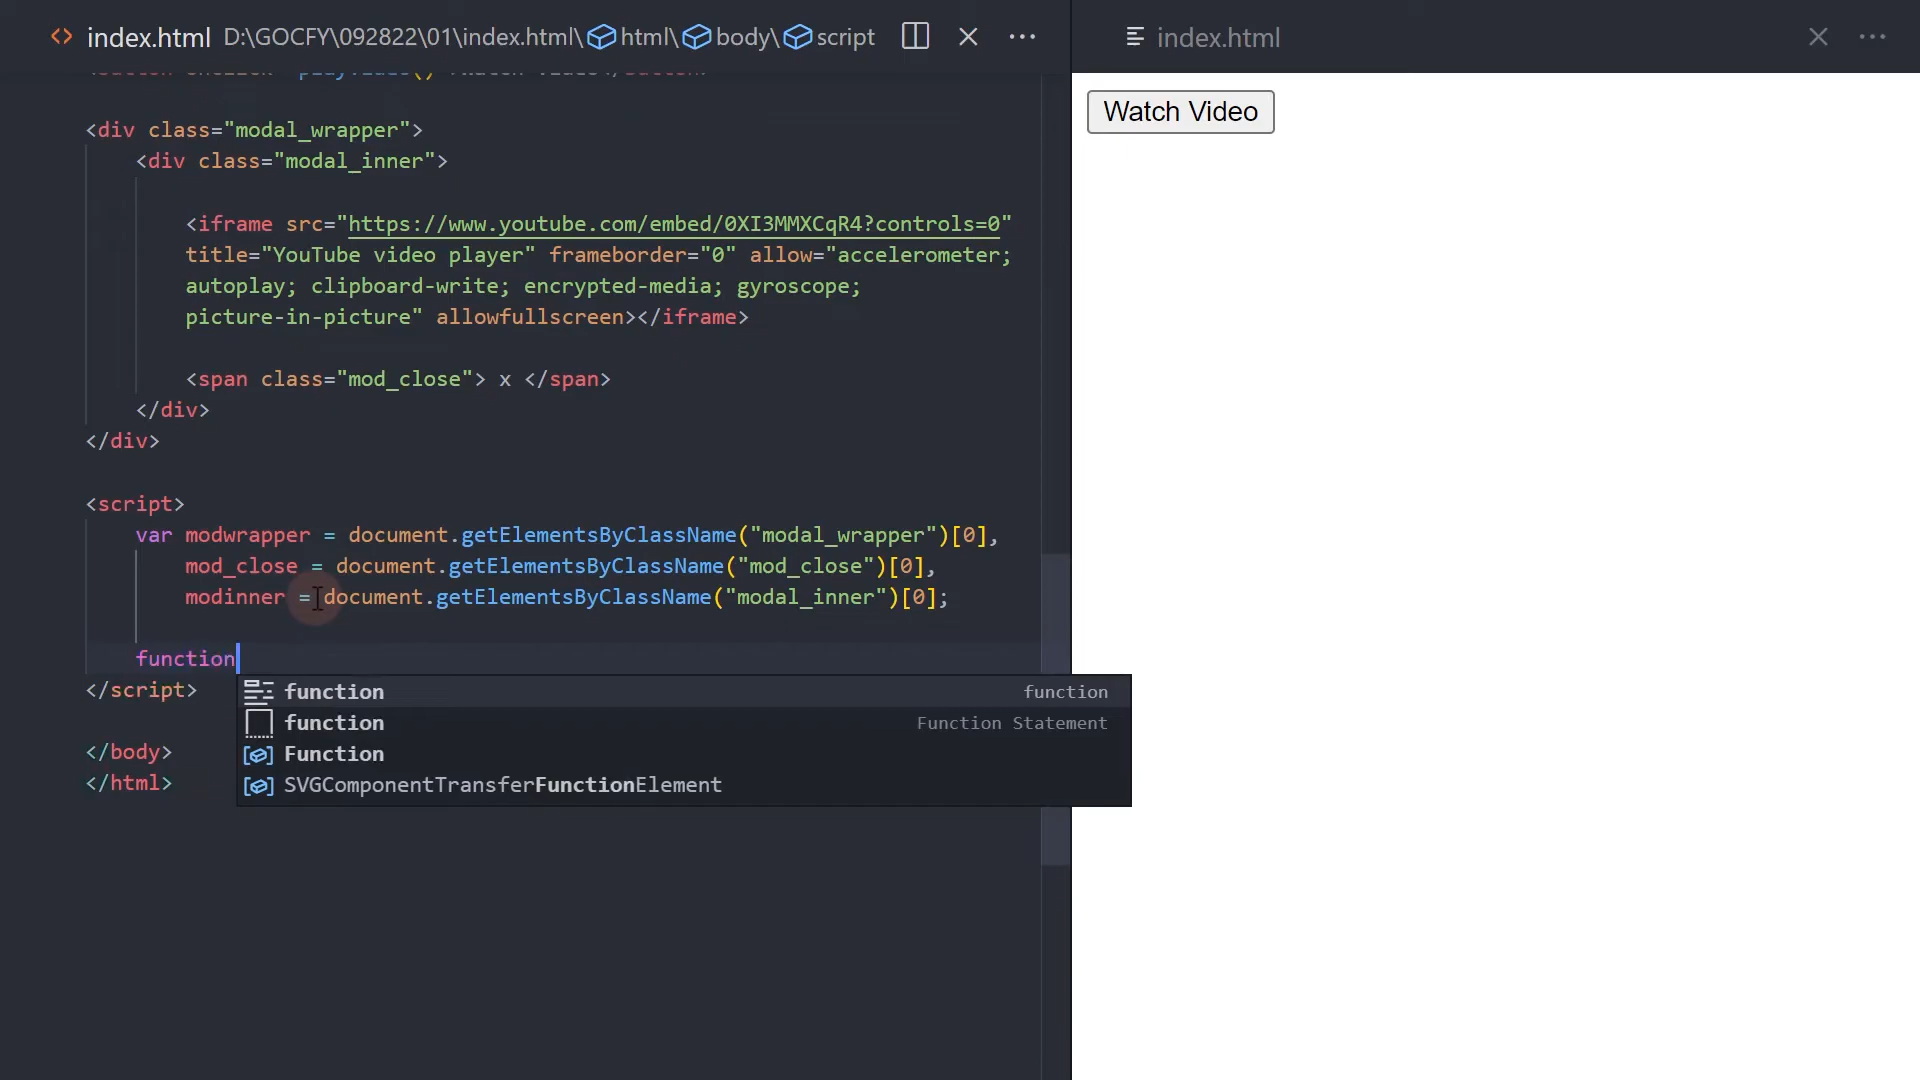 index.html D:\GOCFY\092822\01\index.html\html\body\script
index.html
Watch Video
<div class="modal_wrapper">
<div class="modal_inner">
<iframe src="https://www.youtube.com/embed/0XI3MMXCqR4?controls=0"
title="YouTube video player" frameborder="0" allow="accelerometer;
autoplay; clipboard-write; encrypted-media; gyroscope;
picture-in-picture" allowfullscreen></iframe>
<span class="mod_close"> x </span>
</div>
</div>
<script>
var modwrapper = document.getElementsByClassName("modal_wrapper")[0],
mod_close = document.getElementsByClassName("mod_close")[0],
modinner = document.getElementsByClassName("modal_inner")[0];
function
</script>
function function
function Function Statement
Function
SVGComponentTransferFunctionElement
</body>
</html>